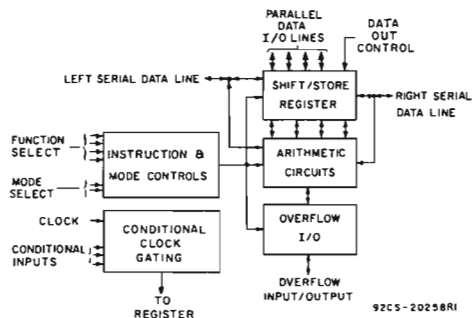 PARALLEL
DATA
I/O LINES
DATA
OUT
CONTROL
LEFT SERIAL DATA LINE
SHIFT/STORE
REGISTER
RIGHT SERIAL
DATA LINE
FUNCTION
SELECT
INSTRUCTION &
MODE CONTROLS
MODE
SELECT
ARITHMETIC
CIRCUITS
CLOCK
CONDITIONAL
INPUTS
CONDITIONAL
CLOCK
GATING
OVERFLOW
I/O
TO
REGISTER
OVERFLOW
INPUT/OUTPUT
92CS-20258RI